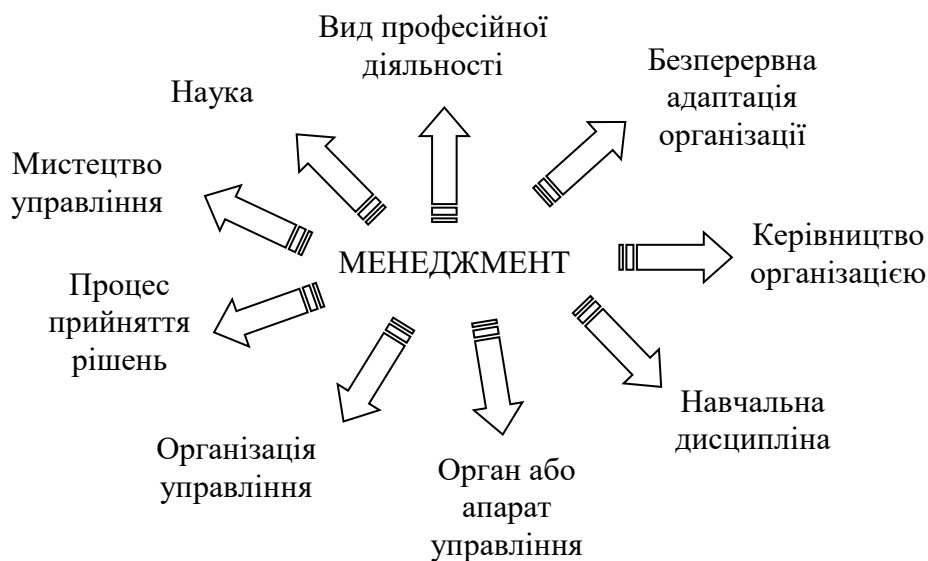 Вид професійної
діяльності
Безперервна
адаптація
організації
Наука
Мистецтво
управління
Керівництво
організацією
МЕНЕДЖМЕНТ
Процес
прийняття
рішень
Навчальна
дисципліна
Організація
управління
Орган або
апарат
управління